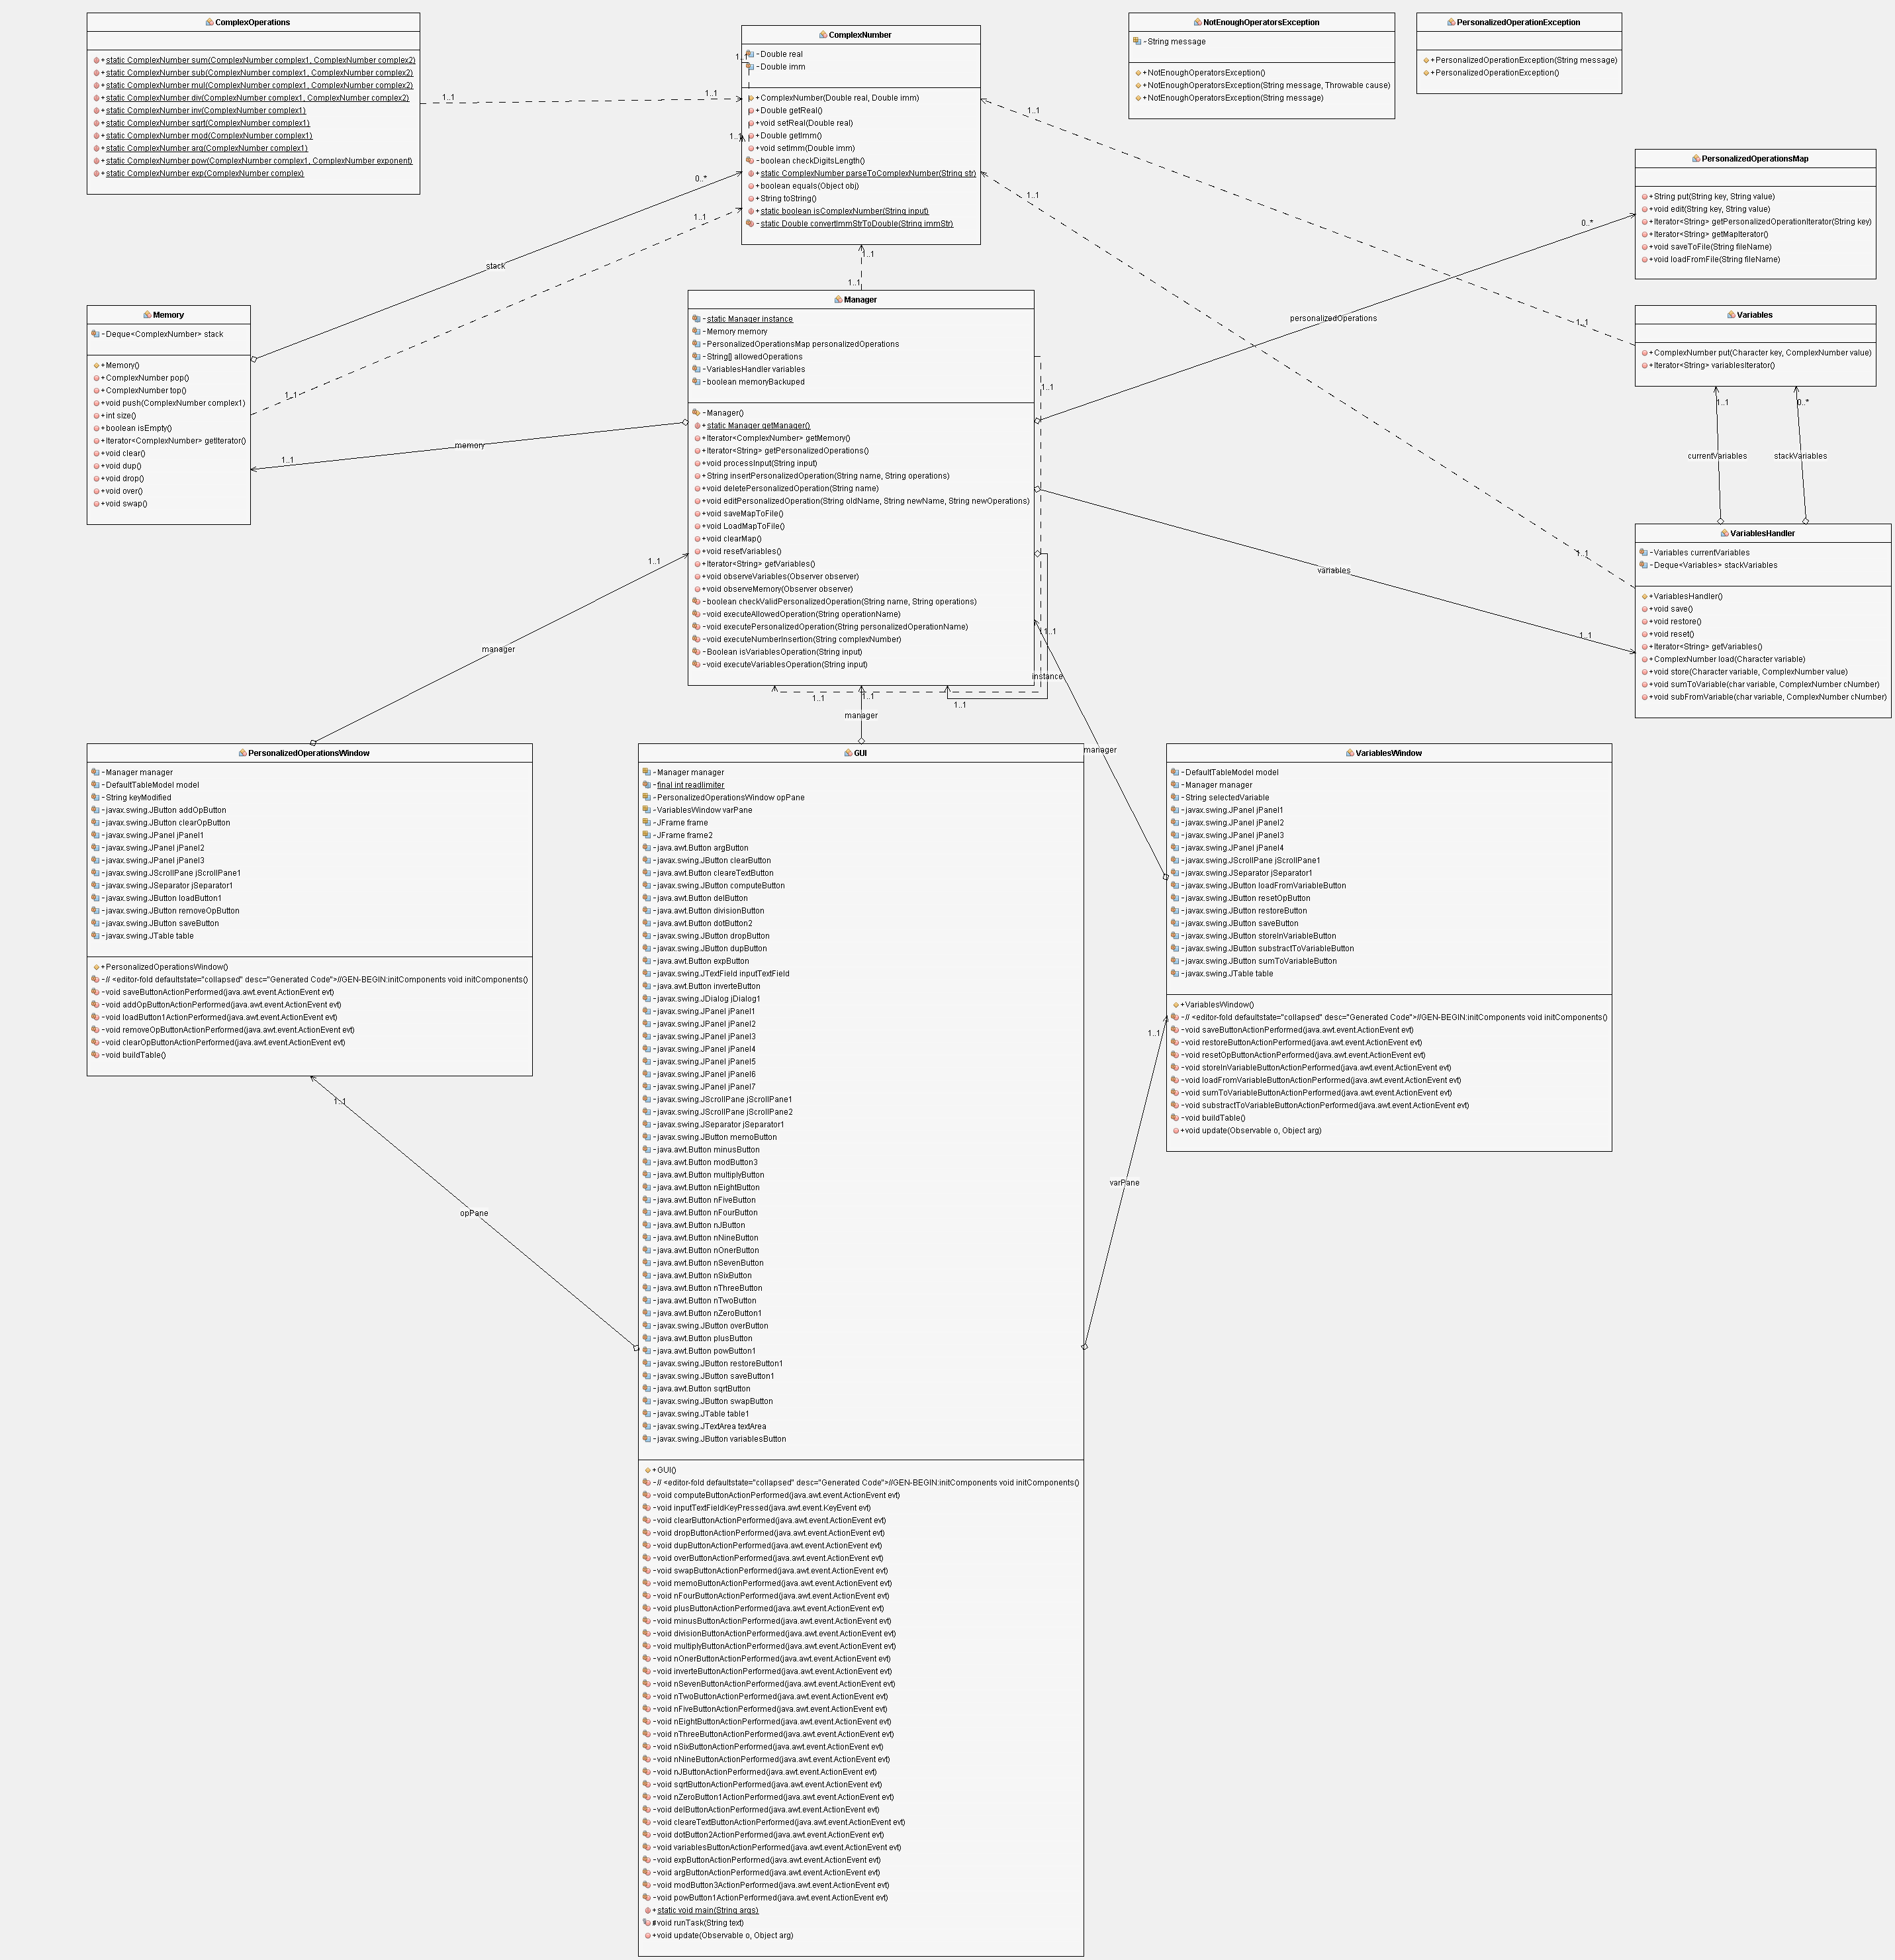 ComplexOperations
+static ComplexNumber sum(ComplexNumber complex1, ComplexNumber complex2)
+static ComplexNumber sub(ComplexNumber complex1, ComplexNumber complex2)
+static ComplexNumber mul(ComplexNumber complex1, ComplexNumber complex2)
+static ComplexNumber div(ComplexNumber complex1, ComplexNumber complex2)
+static ComplexNumber inv(ComplexNumber complex1)
+static ComplexNumber sqrt(ComplexNumber complex1)
+static ComplexNumber mod(ComplexNumber complex1)
+static ComplexNumber arg(ComplexNumber complex1)
+static ComplexNumber pow(ComplexNumber complex1, ComplexNumber exponent)
+static ComplexNumber exp(ComplexNumber complex)
1..1
ComplexNumber
-Double real
1..1
-Double imm
+ComplexNumber(Double real, Double imm)
+Double getReal()
+void setReal(Double real)
+Double getImm()
1..1
+void setImm(Double imm)
-boolean checkDigitsLength()
+static ComplexNumber parseToComplexNumber(String str)
+boolean equals(Object obj)
+String toString()
+static boolean isComplexNumber(String input)
-static Double convertImmStrToDouble(String immStr)
NotEnoughOperatorsException
-String message
+NotEnoughOperatorsException()
+NotEnoughOperatorsException(String message, Throwable cause)
+NotEnoughOperatorsException(String message)
PersonalizedOperationException
+PersonalizedOperationException(String message)
+PersonalizedOperationException()
PersonalizedOperationsMap
+String put(String key, String value)
+void edit(String key, String value)
+Iterator<String> getPersonalizedOperationIterator(String key)
+Iterator<String> getMapIterator()
+void saveToFile(String fileName)
+void loadFromFile(String fileName)
1..1
1..1
0..*
0..*
1..1
stack
1..1
1..1
1..1
personalizedOperations
1..1
Memory
-Deque<ComplexNumber> stack
+Memory()
+ComplexNumber pop()
+ComplexNumber top()
+void push(ComplexNumber complex1)
+int size()
+boolean isEmpty()
+Iterator<ComplexNumber> getIterator()
+void clear()
+void dup()
+void drop()
+void over()
+void swap()
Manager
-static Manager instance
-Memory memory
-PersonalizedOperationsMap personalizedOperations
-String[] allowedOperations
-VariablesHandler variables
-boolean memoryBackuped
-Manager()
+static Manager getManager()
+Iterator<ComplexNumber> getMemory()
+Iterator<String> getPersonalizedOperations()
+void processInput(String input)
+String insertPersonalizedOperation(String name, String operations)
+void deletePersonalizedOperation(String name)
+void editPersonalizedOperation(String oldName, String newName, String newOperations)
+void saveMapToFile()
+void LoadMapToFile()
+void clearMap()
+void resetVariables()
+Iterator<String> getVariables()
+void observeVariables(Observer observer)
+void observeMemory(Observer observer)
-boolean checkValidPersonalizedOperation(String name, String operations)
-void executeAllowedOperation(String operationName)
-void executePersonalizedOperation(String personalizedOperationName)
-void executeNumberInsertion(String complexNumber)
-Boolean isVariablesOperation(String input)
-void executeVariablesOperation(String input)
Variables
+ComplexNumber put(Character key, ComplexNumber value)
+Iterator<String> variablesIterator()
1..1
1..1
0..*
memory
1..1
currentVariables
stackVariables
VariablesHandler
-Variables currentVariables
-Deque<Variables> stackVariables
+VariablesHandler()
+void save()
+void restore()
+void reset()
+Iterator<String> getVariables()
+ComplexNumber load(Character variable)
+void store(Character variable, ComplexNumber value)
+void sumToVariable(char variable, ComplexNumber cNumber)
+void subFromVariable(char variable, ComplexNumber cNumber)
1..1
1..1
variables
1..1
1..1
manager
instance
1..1
1..1
1..1
manager
manager
PersonalizedOperationsWindow
-Manager manager
-DefaultTableModel model
-String keyModified
-javax.swing.JButton addOpButton
-javax.swing.JButton clearOpButton
-javax.swing.JPanel jPanel1
-javax.swing.JPanel jPanel2
-javax.swing.JPanel jPanel3
-javax.swing.JScrollPane jScrollPane1
-javax.swing.JSeparator jSeparator1
-javax.swing.JButton loadButton1
-javax.swing.JButton removeOpButton
-javax.swing.JButton saveButton
-javax.swing.JTable table
+PersonalizedOperationsWindow()
-// <editor-fold defaultstate="collapsed" desc="Generated Code">//GEN-BEGIN:initComponents void initComponents()
-void saveButtonActionPerformed(java.awt.event.ActionEvent evt)
-void addOpButtonActionPerformed(java.awt.event.ActionEvent evt)
-void loadButton1ActionPerformed(java.awt.event.ActionEvent evt)
-void removeOpButtonActionPerformed(java.awt.event.ActionEvent evt)
-void clearOpButtonActionPerformed(java.awt.event.ActionEvent evt)
-void buildTable()
1..1
opPane
GUI
-Manager manager
-final int readlimiter
-PersonalizedOperationsWindow opPane
-VariablesWindow varPane
-JFrame frame
-JFrame frame2
-java.awt.Button argButton
-javax.swing.JButton clearButton
-java.awt.Button cleareTextButton
-javax.swing.JButton computeButton
-java.awt.Button delButton
-java.awt.Button divisionButton
-java.awt.Button dotButton2
-javax.swing.JButton dropButton
-javax.swing.JButton dupButton
-java.awt.Button expButton
-javax.swing.JTextField inputTextField
-java.awt.Button inverteButton
-javax.swing.JDialog jDialog1
-javax.swing.JPanel jPanel1
-javax.swing.JPanel jPanel2
-javax.swing.JPanel jPanel3
-javax.swing.JPanel jPanel4
-javax.swing.JPanel jPanel5
-javax.swing.JPanel jPanel6
-javax.swing.JPanel jPanel7
-javax.swing.JScrollPane jScrollPane1
-javax.swing.JScrollPane jScrollPane2
-javax.swing.JSeparator jSeparator1
-javax.swing.JButton memoButton
-java.awt.Button minusButton
-java.awt.Button modButton3
-java.awt.Button multiplyButton
-java.awt.Button nEightButton
-java.awt.Button nFiveButton
-java.awt.Button nFourButton
-java.awt.Button nJButton
-java.awt.Button nNineButton
-java.awt.Button nOnerButton
-java.awt.Button nSevenButton
-java.awt.Button nSixButton
-java.awt.Button nThreeButton
-java.awt.Button nTwoButton
-java.awt.Button nZeroButton1
-javax.swing.JButton overButton
-java.awt.Button plusButton
-java.awt.Button powButton1
-javax.swing.JButton restoreButton1
-javax.swing.JButton saveButton1
-java.awt.Button sqrtButton
-javax.swing.JButton swapButton
-javax.swing.JTable table1
-javax.swing.JTextArea textArea
-javax.swing.JButton variablesButton
+GUI()
-// <editor-fold defaultstate="collapsed" desc="Generated Code">//GEN-BEGIN:initComponents void initComponents()
-void computeButtonActionPerformed(java.awt.event.ActionEvent evt)
-void inputTextFieldKeyPressed(java.awt.event.KeyEvent evt)
-void clearButtonActionPerformed(java.awt.event.ActionEvent evt)
-void dropButtonActionPerformed(java.awt.event.ActionEvent evt)
-void dupButtonActionPerformed(java.awt.event.ActionEvent evt)
-void overButtonActionPerformed(java.awt.event.ActionEvent evt)
-void swapButtonActionPerformed(java.awt.event.ActionEvent evt)
-void memoButtonActionPerformed(java.awt.event.ActionEvent evt)
-void nFourButtonActionPerformed(java.awt.event.ActionEvent evt)
-void plusButtonActionPerformed(java.awt.event.ActionEvent evt)
-void minusButtonActionPerformed(java.awt.event.ActionEvent evt)
-void divisionButtonActionPerformed(java.awt.event.ActionEvent evt)
-void multiplyButtonActionPerformed(java.awt.event.ActionEvent evt)
-void nOnerButtonActionPerformed(java.awt.event.ActionEvent evt)
-void inverteButtonActionPerformed(java.awt.event.ActionEvent evt)
-void nSevenButtonActionPerformed(java.awt.event.ActionEvent evt)
-void nTwoButtonActionPerformed(java.awt.event.ActionEvent evt)
-void nFiveButtonActionPerformed(java.awt.event.ActionEvent evt)
-void nEightButtonActionPerformed(java.awt.event.ActionEvent evt)
-void nThreeButtonActionPerformed(java.awt.event.ActionEvent evt)
-void nSixButtonActionPerformed(java.awt.event.ActionEvent evt)
-void nNineButtonActionPerformed(java.awt.event.ActionEvent evt)
-void nJButtonActionPerformed(java.awt.event.ActionEvent evt)
-void sqrtButtonActionPerformed(java.awt.event.ActionEvent evt)
-void nZeroButton1ActionPerformed(java.awt.event.ActionEvent evt)
-void delButtonActionPerformed(java.awt.event.ActionEvent evt)
-void cleareTextButtonActionPerformed(java.awt.event.ActionEvent evt)
-void dotButton2ActionPerformed(java.awt.event.ActionEvent evt)
-void variablesButtonActionPerformed(java.awt.event.ActionEvent evt)
-void expButtonActionPerformed(java.awt.event.ActionEvent evt)
-void argButtonActionPerformed(java.awt.event.ActionEvent evt)
-void modButton3ActionPerformed(java.awt.event.ActionEvent evt)
-void powButton1ActionPerformed(java.awt.event.ActionEvent evt)
+static void main(String args)
#void runTask(String text)
+void update(Observable o, Object arg)
VariablesWindow
-DefaultTableModel model
-Manager manager
-String selectedVariable
-javax.swing.JPanel jPanel1
-javax.swing.JPanel jPanel2
-javax.swing.JPanel jPanel3
-javax.swing.JPanel jPanel4
-javax.swing.JScrollPane jScrollPane1
-javax.swing.JSeparator jSeparator1
-javax.swing.JButton loadFromVariableButton
-javax.swing.JButton resetOpButton
-javax.swing.JButton restoreButton
-javax.swing.JButton saveButton
-javax.swing.JButton storeInVariableButton
-javax.swing.JButton substractToVariableButton
-javax.swing.JButton sumToVariableButton
-javax.swing.JTable table
+VariablesWindow()
-// <editor-fold defaultstate="collapsed" desc="Generated Code">//GEN-BEGIN:initComponents void initComponents()
-void saveButtonActionPerformed(java.awt.event.ActionEvent evt)
-void restoreButtonActionPerformed(java.awt.event.ActionEvent evt)
-void resetOpButtonActionPerformed(java.awt.event.ActionEvent evt)
-void storeInVariableButtonActionPerformed(java.awt.event.ActionEvent evt)
-void loadFromVariableButtonActionPerformed(java.awt.event.ActionEvent evt)
-void sumToVariableButtonActionPerformed(java.awt.event.ActionEvent evt)
-void substractToVariableButtonActionPerformed(java.awt.event.ActionEvent evt)
-void buildTable()
+void update(Observable o, Object arg)
1..1
varPane